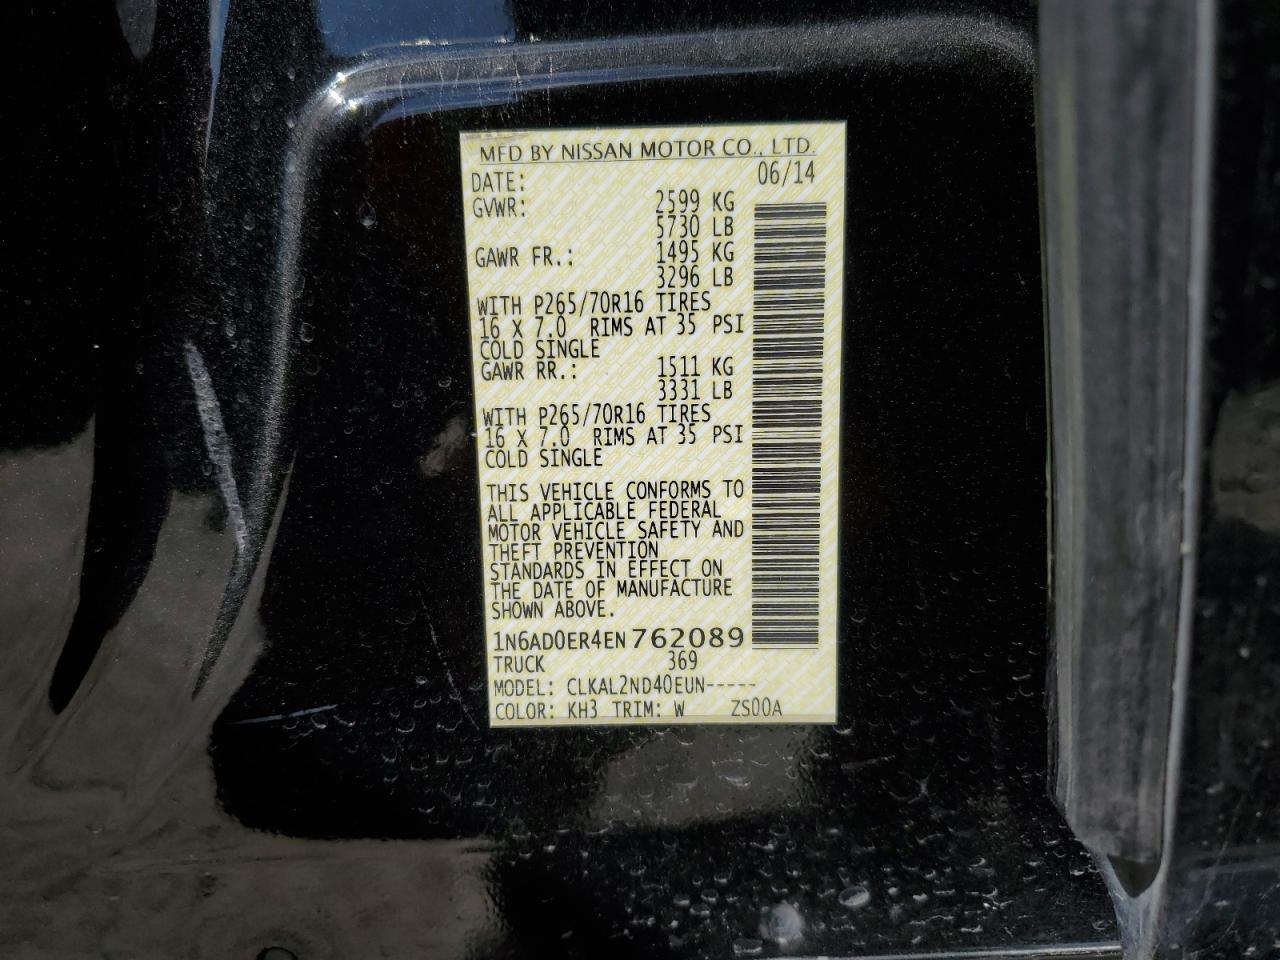 MFD BY NISSAN MOTOR CO., LTD.
DATE: 06/14
GVWR: 2599 KG
5730 LB
GAWR FR.: 1495 KG
3296 LB
WITH P265/70R16 TIRES
16 X 7.0 RIMS AT 35 PSI
COLD SINGLE
GAWR RR.: 1511 KG
3331 LB
WITH P265/70R16 TIRES
16 X 7.0 RIMS AT 35 PSI
COLD SINGLE
THIS VEHICLE CONFORMS TO
ALL APPLICABLE FEDERAL
MOTOR VEHICLE SAFETY AND
THEFT PREVENTION
STANDARDS IN EFFECT ON
THE DATE OF MANUFACTURE
SHOWN ABOVE.
1N6AD0ER4EN762089
TRUCK 369
MODEL: CLKAL2ND40EUN-----
COLOR: KH3 TRIM: W ZS00A